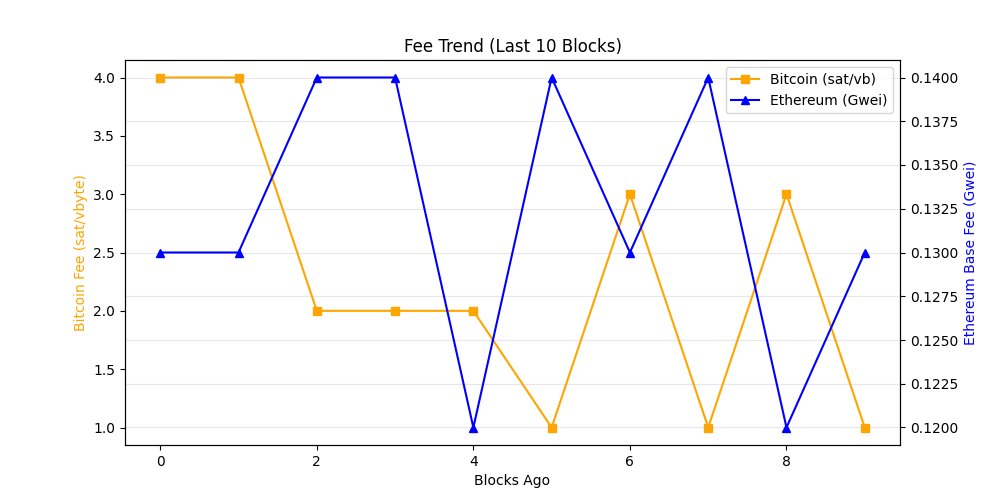 Fee Trend (Last 10 Blocks)
Bitcoin (sat/vb)
Ethereum (Gwei)
Bitcoin Fee (sat/vbyte)
4.0
3.5
3.0
2.5
2.0
1.5
1.0
0.1400
0.1375
0.1350
0.1325
0.1300
0.1275
0.1250
0.1225
0.1200
Ethereum Base Fee (Gwei)
0 2 4 6 8
Blocks Ago